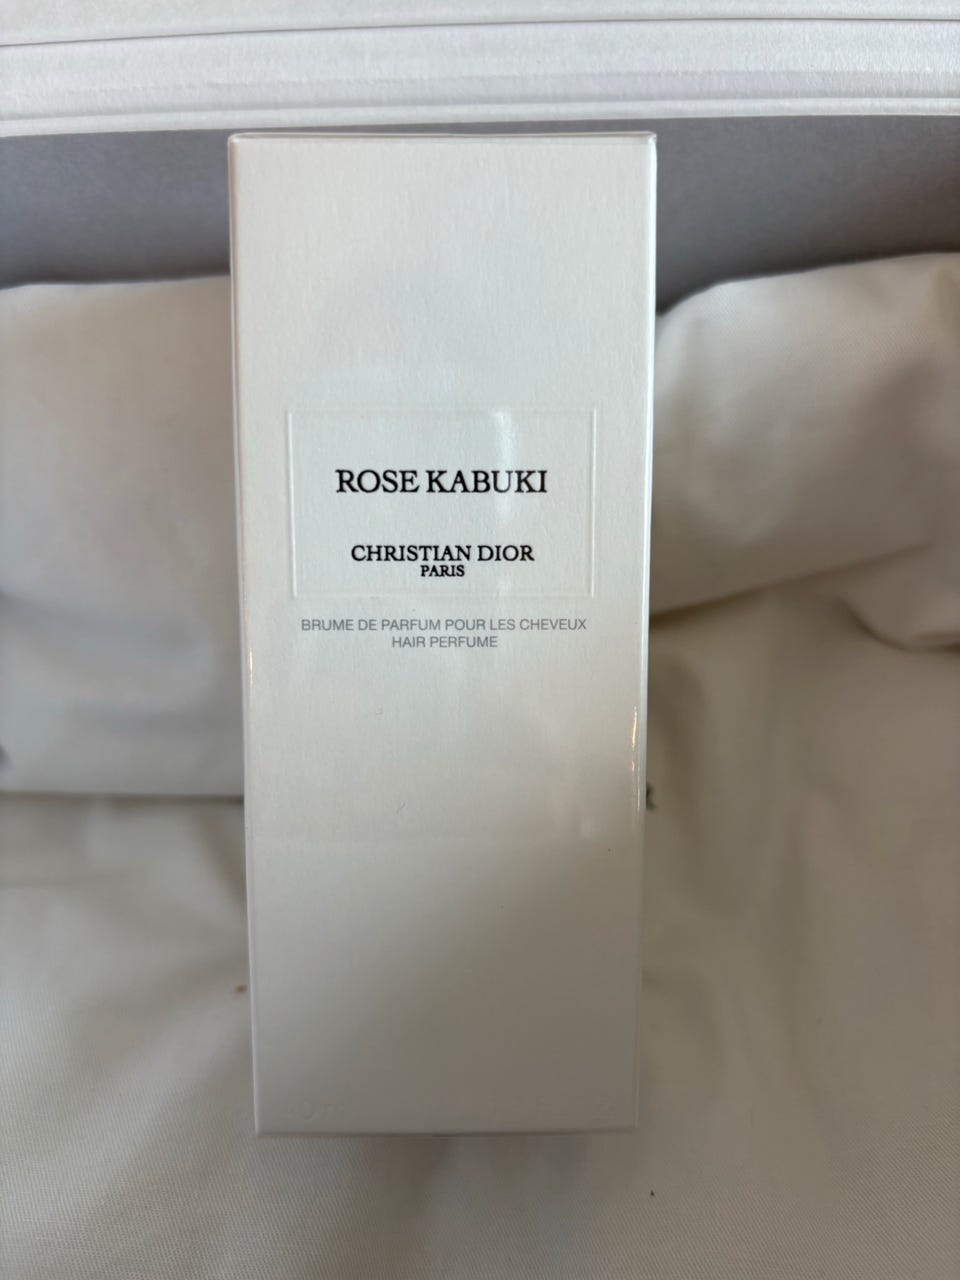 ROSE KABUKI
CHRISTIAN DIOR
PARIS
BRUME DE PARFUM POUR LES CHEVEUX
HAIR PERFUME